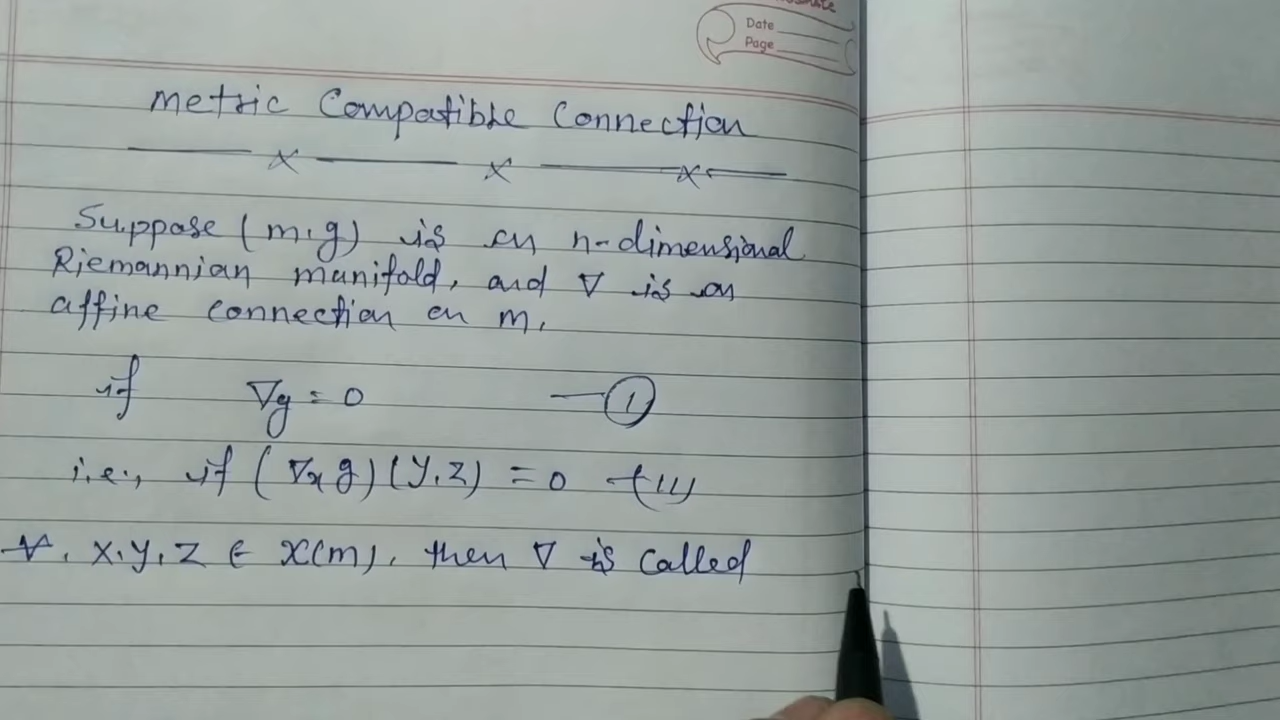 Date
Page
Metric Compatible Connection
Suppose (M, g) is an n-dimensional
Riemannian manifold, and ∇ is an
affine connection on M.
if ∇g = 0 —①
i.e., if (∇x g)(Y, Z) = 0 —(ii)
∀, X, Y, Z ∈ X(M), then ∇ is called